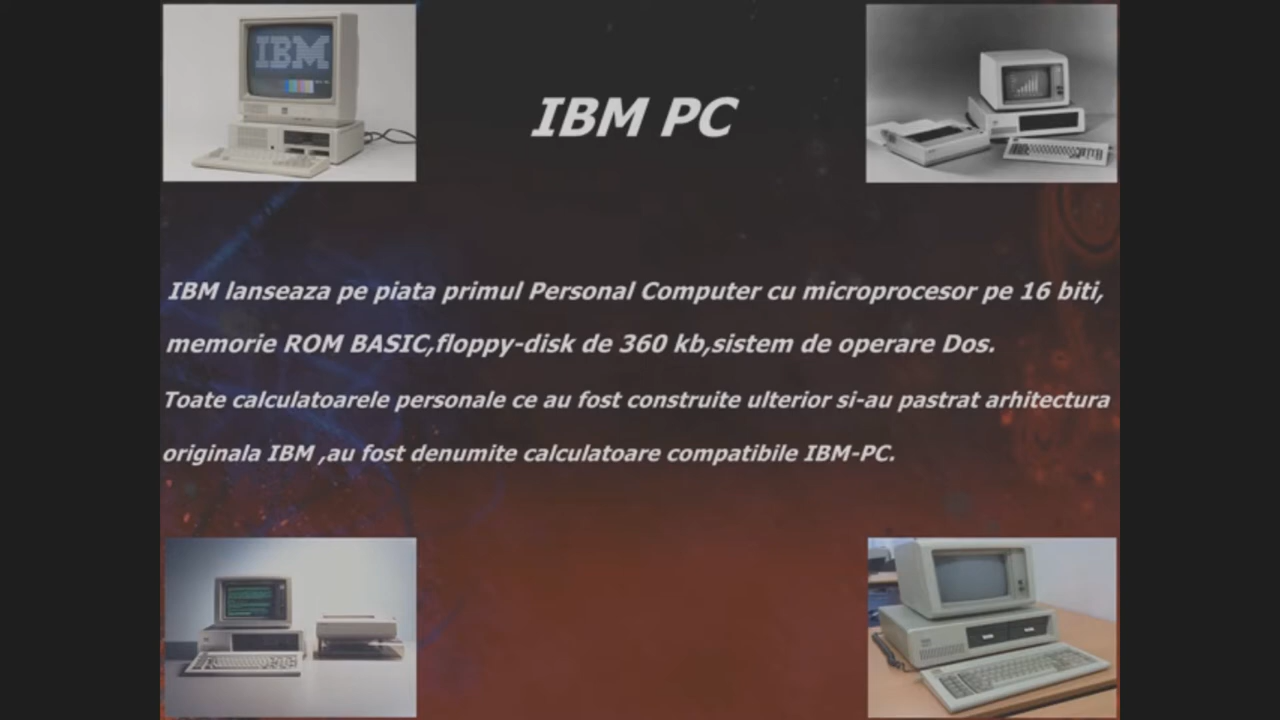 IBM
IBM PC
IBM lanseaza pe piata primul Personal Computer cu microprocesor pe 16 biti,
memorie ROM BASIC,floppy-disk de 360 kb,sistem de operare Dos.
Toate calculatoarele personale ce au fost construite ulterior si-au pastrat arhitectura
originala IBM ,au fost denumite calculatoare compatibile IBM-PC.